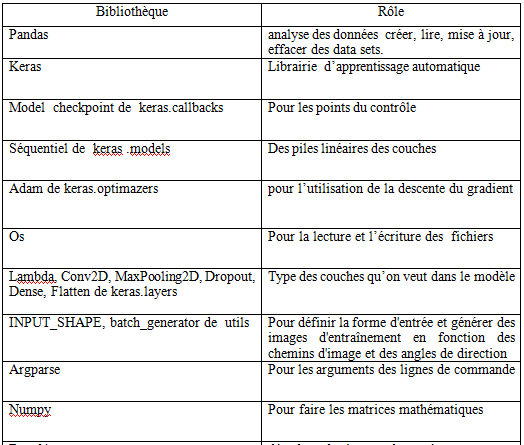 Bibliothèque Rôle
Pandas analyse des données créer, lire, mise à jour,
effacer des data sets.
Keras Librairie d’apprentissage automatique
Model checkpoint de keras.callbacks Pour les points du contrôle
Séquentiel de keras .models Des piles linéaires des couches
Adam de keras.optimazers pour l’utilisation de la descente du gradient
Os Pour la lecture et l’écriture des fichiers
Lambda, Conv2D, MaxPooling2D, Dropout, Type des couches qu’on veut dans le modèle
Dense, Flatten de keras.layers
INPUT_SHAPE, batch_generator de utils Pour définir la forme d'entrée et générer des
images d'entraînement en fonction des
chemins d'image et des angles de direction
Argparse Pour les arguments des lignes de commande
Numpy Pour faire les matrices mathématiques